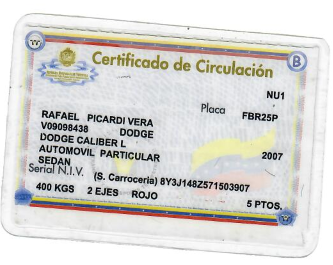 B
Certificado de Circulación
NU1
Placa FBR25P
RAFAEL PICARDI VERA
V09098438 DODGE
DODGE CALIBER L 2007
AUTOMOVIL PARTICULAR
SEDAN
Serial N.I.V. (S. Carroceria) 8Y3J148Z571503907
400 KGS 2 EJES ROJO 5 PTOS.